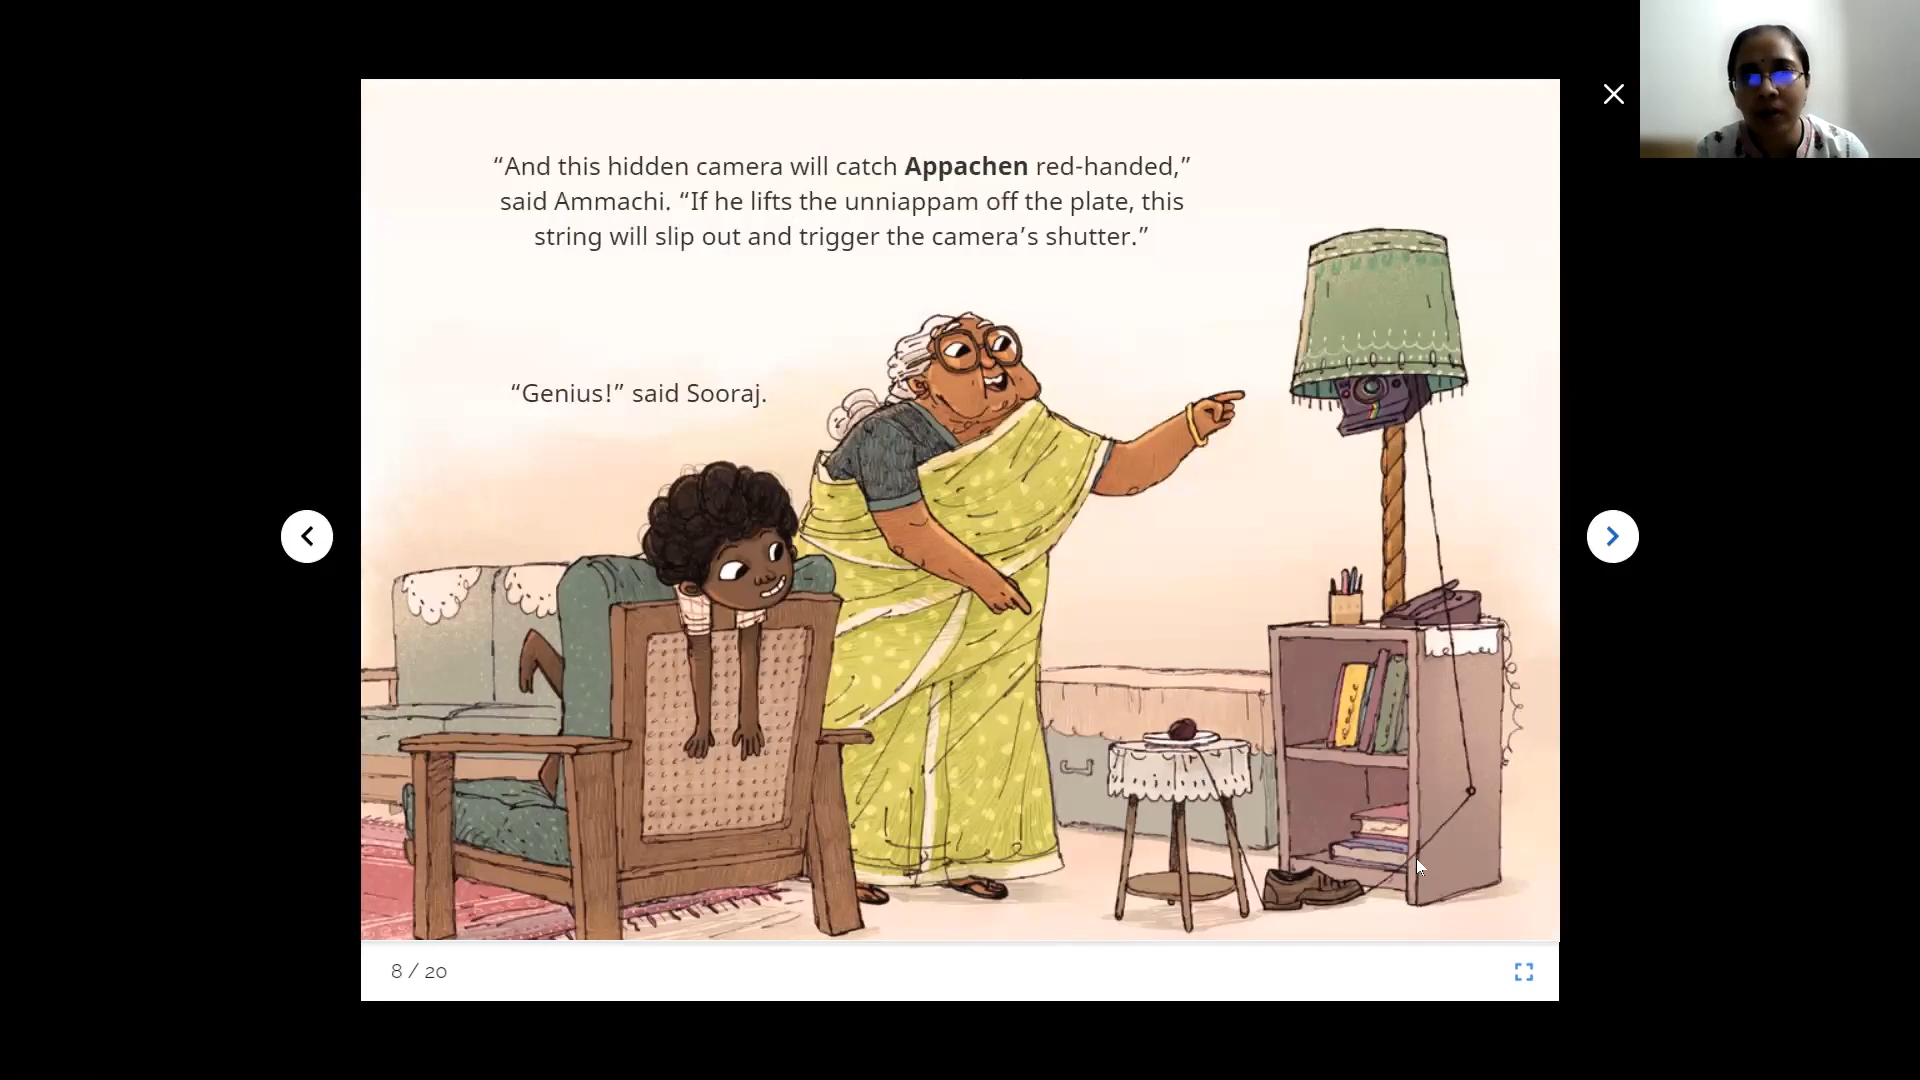 “And this hidden camera will catch Appachen red-handed,”
said Ammachi. “If he lifts the unniappam off the plate, this
string will slip out and trigger the camera’s shutter.”
“Genius!” said Sooraj.
8 / 20